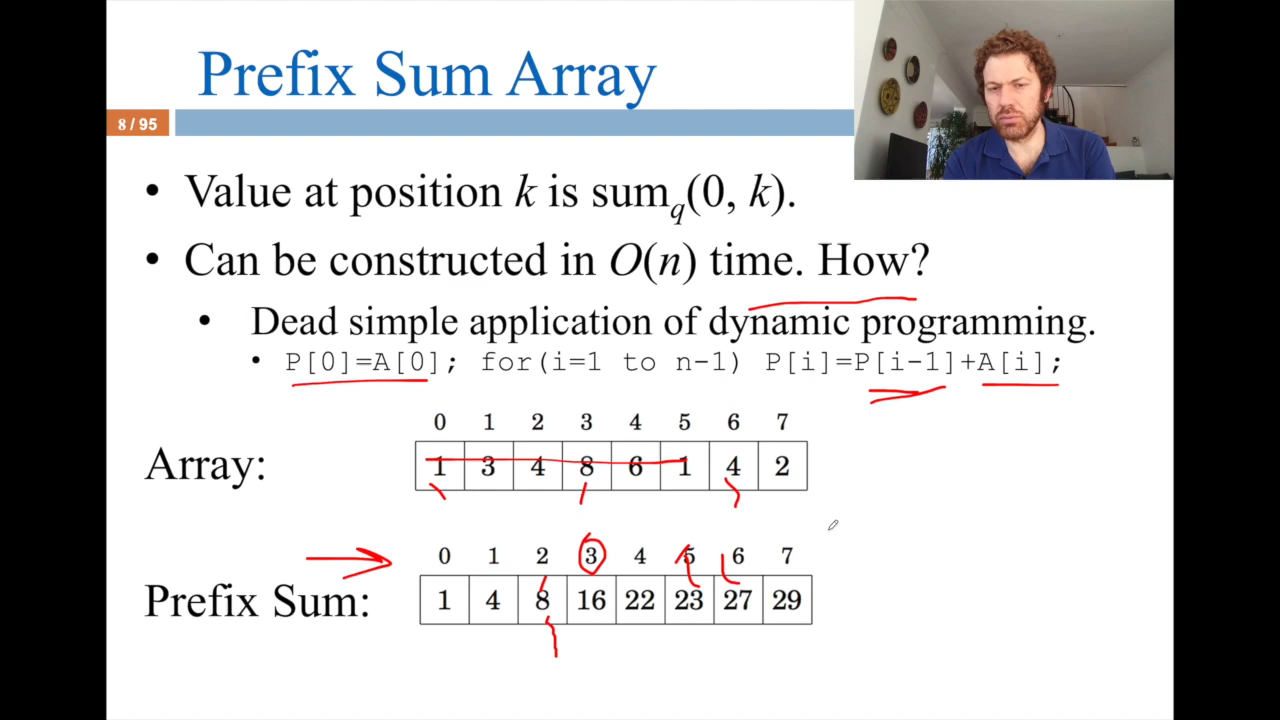 Prefix Sum Array
8 / 95
• Value at position k is sum_q(0, k).
• Can be constructed in O(n) time. How?
• Dead simple application of dynamic programming.
• P[0]=A[0]; for(i=1 to n-1) P[i]=P[i-1]+A[i];
0 1 2 3 4 5 6 7
Array: 1 3 4 8 6 1 4 2
0 1 2 3 4 5 6 7
Prefix Sum: 1 4 8 16 22 23 27 29